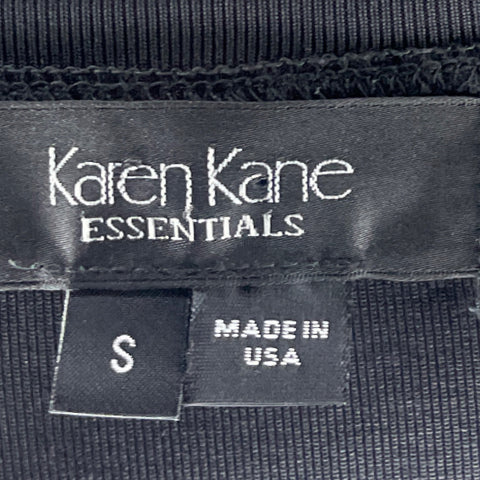 Karen Kane
ESSENTIALS
S
MADE IN
USA